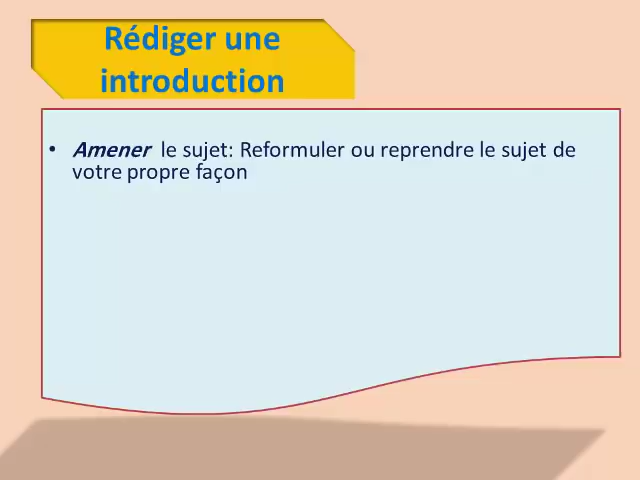 Rédiger une
introduction
• Amener le sujet: Reformuler ou reprendre le sujet de
votre propre façon